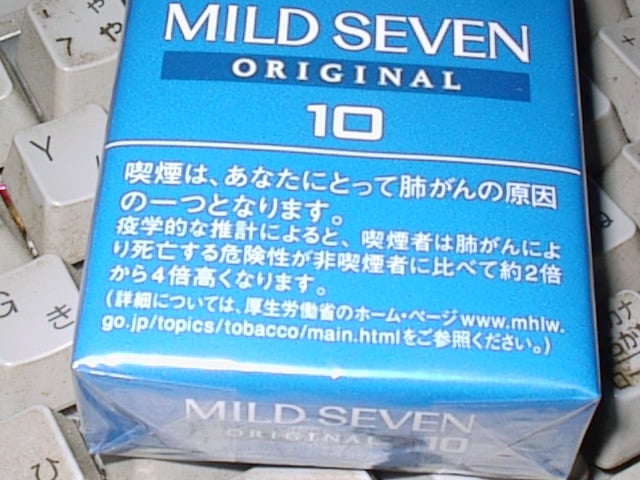 MILD SEVEN
ORIGINAL
10
喫煙は、あなたにとって肺がんの原因
の一つとなります。
疫学的な推計によると、喫煙者は肺がんによ
り死亡する危険性が非喫煙者に比べて約2倍
から4倍高くなります。
(詳細については、厚生労働省のホーム・ページwww.mhlw.
go.jp/topics/tobacco/main.htmlをご参照ください。)
MILD SEVEN
ORIGINAL 10
7 や
Y
G き
ひ